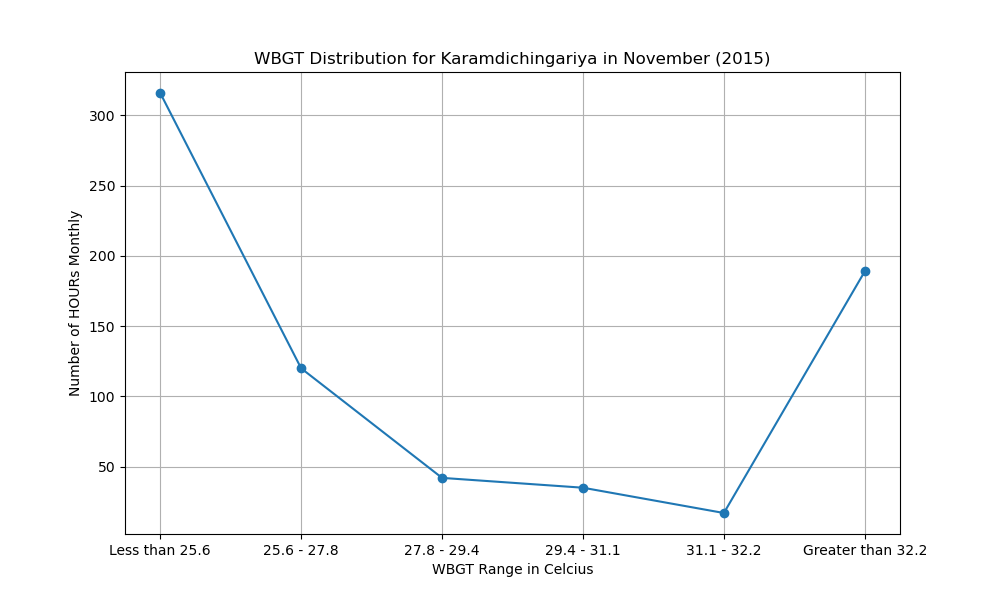 WBGT Distribution for Karamdichingariya in November (2015)
Number of HOURs Monthly
300
250
200
150
100
50
Less than 25.6
25.6 - 27.8
27.8 - 29.4
29.4 - 31.1
31.1 - 32.2
Greater than 32.2
WBGT Range in Celcius